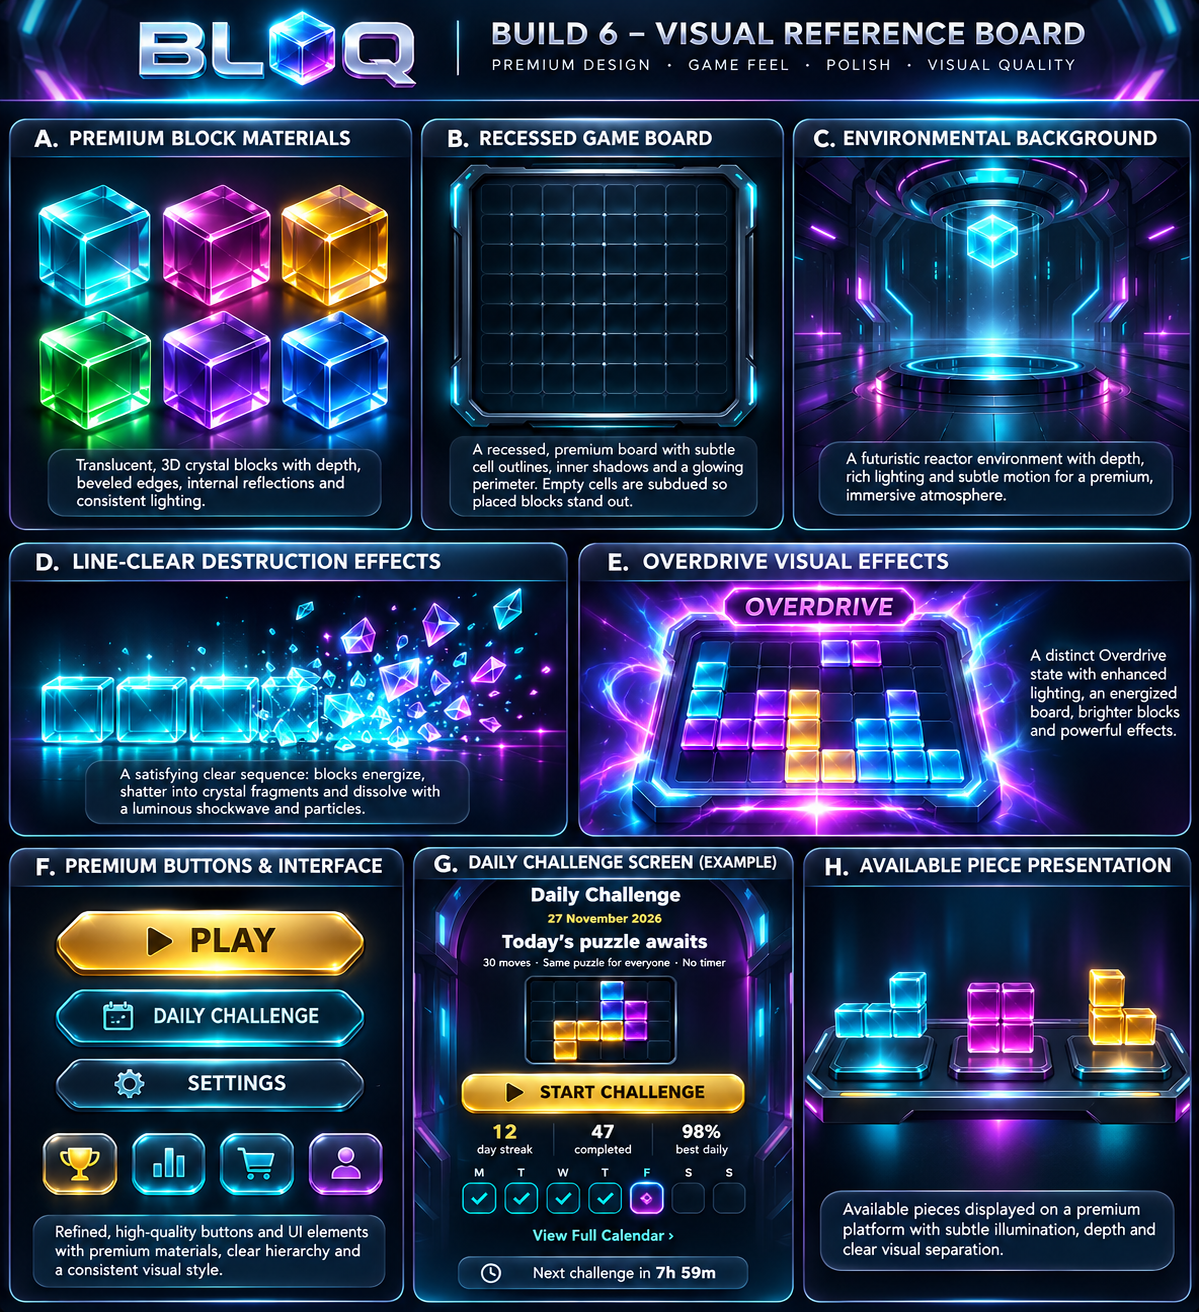 BLOQ
BUILD 6 – VISUAL REFERENCE BOARD
PREMIUM DESIGN · GAME FEEL · POLISH · VISUAL QUALITY
A. PREMIUM BLOCK MATERIALS
Translucent, 3D crystal blocks with depth,
beveled edges, internal reflections and
consistent lighting.
B. RECESSED GAME BOARD
A recessed, premium board with subtle
cell outlines, inner shadows and a glowing
perimeter. Empty cells are subdued so
placed blocks stand out.
C. ENVIRONMENTAL BACKGROUND
A futuristic reactor environment with depth,
rich lighting and subtle motion for a premium,
immersive atmosphere.
D. LINE-CLEAR DESTRUCTION EFFECTS
A satisfying clear sequence: blocks energize,
shatter into crystal fragments and dissolve with
a luminous shockwave and particles.
E. OVERDRIVE VISUAL EFFECTS
OVERDRIVE
A distinct Overdrive
state with enhanced
lighting, an energized
board, brighter blocks
and powerful effects.
F. PREMIUM BUTTONS & INTERFACE
PLAY
DAILY CHALLENGE
SETTINGS
Refined, high-quality buttons and UI elements
with premium materials, clear hierarchy and
a consistent visual style.
G. DAILY CHALLENGE SCREEN (EXAMPLE)
Daily Challenge
27 November 2026
Today's puzzle awaits
30 moves · Same puzzle for everyone · No timer
START CHALLENGE
12 47 98%
day streak completed best daily
M T W T F S S
View Full Calendar ›
Next challenge in 7h 59m
H. AVAILABLE PIECE PRESENTATION
Available pieces displayed on a premium
platform with subtle illumination, depth and
clear visual separation.